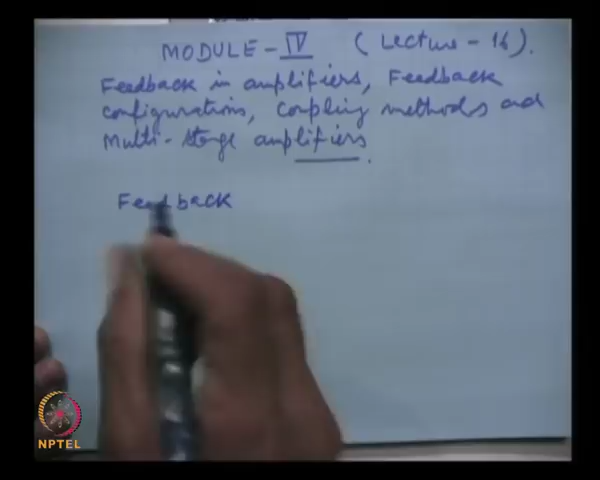 MODULE - IV (Lecture - 16).
Feedback in amplifiers, Feedback
configurations, Coupling methods and
Multi-stage amplifiers.
Feedback
NPTEL